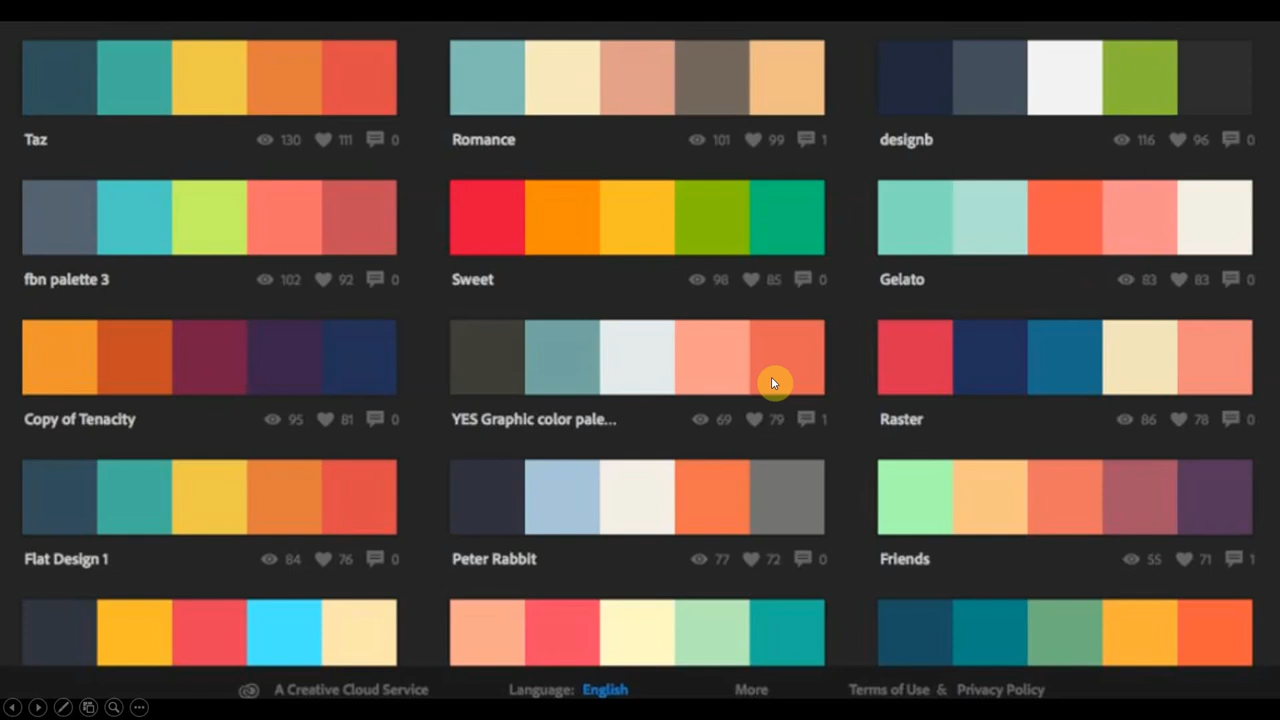 Taz 130 111 0
Romance 101 99 1
designb 116 96 0
fbn palette 3 102 92 0
Sweet 98 85 0
Gelato 83 83 0
Copy of Tenacity 95 81 0
YES Graphic color pale... 69 79 1
Raster 86 78 0
Flat Design 1 84 76 0
Peter Rabbit 77 72 0
Friends 55 71 1
A Creative Cloud Service Language: English More Terms of Use & Privacy Policy